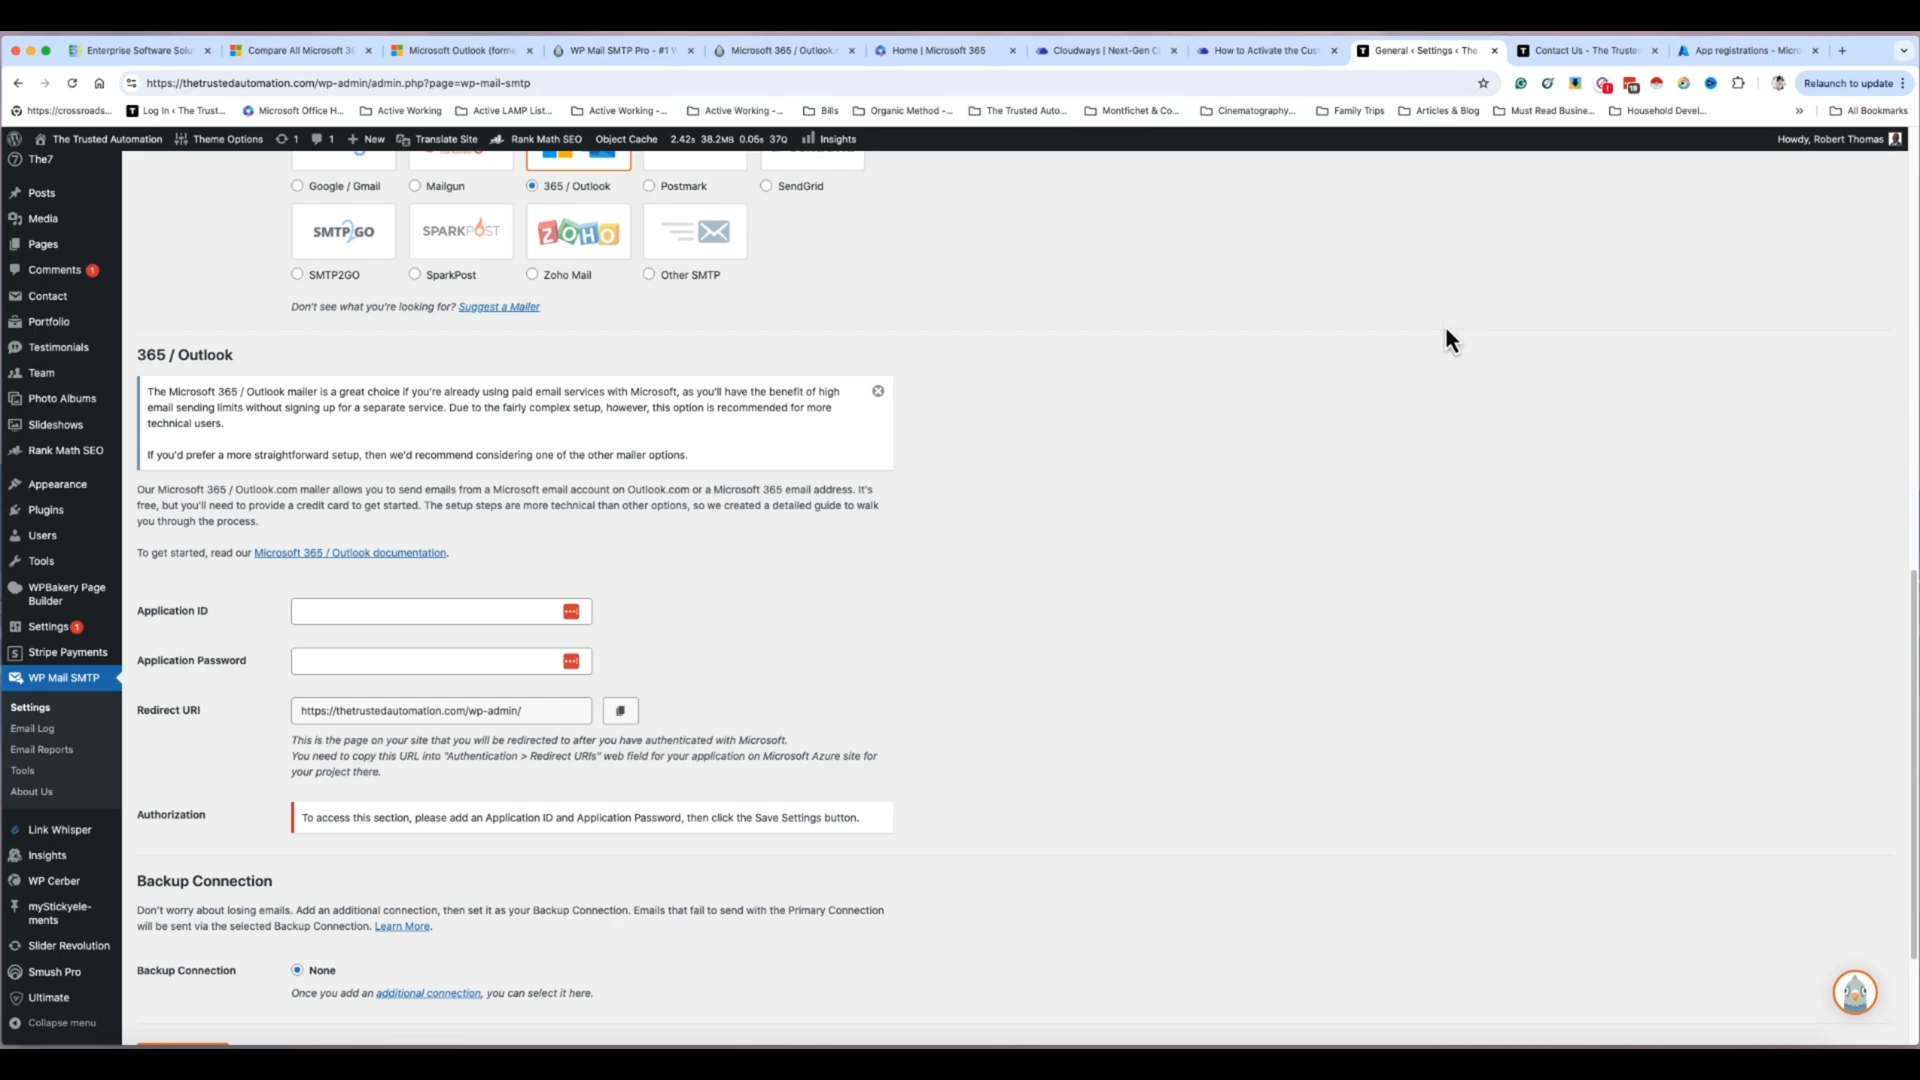 Enterprise Software Solu
Compare All Microsoft 36
Microsoft Outlook (forme
WP Mail SMTP Pro - #1 W
Microsoft 365 / Outlook.
Home | Microsoft 365
Cloudways | Next-Gen C
How to Activate the Cust
General ‹ Settings ‹ The
Contact Us - The Trusted
App registrations - Micro
https://thetrustedautomation.com/wp-admin/admin.php?page=wp-mail-smtp
Relaunch to update
https://crossroads...
Log In ‹ The Trust...
Microsoft Office H...
Active Working
Active LAMP List...
Active Working -...
Active Working -...
Bills
Organic Method -...
The Trusted Auto...
Montfichet & Co...
Cinematography...
Family Trips
Articles & Blog
Must Read Busine...
Household Devel...
»
All Bookmarks
The Trusted Automation
Theme Options
1
1
New
Translate Site
Rank Math SEO
Object Cache
2.42s 38.2MB 0.05s 37Q
Insights
Howdy, Robert Thomas
The7
Posts
Media
Pages
Comments 1
Contact
Portfolio
Testimonials
Team
Photo Albums
Slideshows
Rank Math SEO
Appearance
Plugins
Users
Tools
WPBakery Page
Builder
Settings 1
Stripe Payments
WP Mail SMTP
Settings
Email Log
Email Reports
Tools
About Us
Link Whisper
Insights
WP Cerber
myStickyele-
ments
Slider Revolution
Smush Pro
Ultimate
Collapse menu
Google / Gmail
Mailgun
365 / Outlook
Postmark
SendGrid
SMTP2GO
SPARKPOST
ZOHO
SMTP2GO
SparkPost
Zoho Mail
Other SMTP
Don't see what you're looking for? Suggest a Mailer
365 / Outlook
The Microsoft 365 / Outlook mailer is a great choice if you're already using paid email services with Microsoft, as you'll have the benefit of high
email sending limits without signing up for a separate service. Due to the fairly complex setup, however, this option is recommended for more
technical users.
If you'd prefer a more straightforward setup, then we'd recommend considering one of the other mailer options.
Our Microsoft 365 / Outlook.com mailer allows you to send emails from a Microsoft email account on Outlook.com or a Microsoft 365 email address. It's
free, but you'll need to provide a credit card to get started. The setup steps are more technical than other options, so we created a detailed guide to walk
you through the process.
To get started, read our Microsoft 365 / Outlook documentation.
Application ID
Application Password
Redirect URI
https://thetrustedautomation.com/wp-admin/
This is the page on your site that you will be redirected to after you have authenticated with Microsoft.
You need to copy this URL into "Authentication > Redirect URIs" web field for your application on Microsoft Azure site for
your project there.
Authorization
To access this section, please add an Application ID and Application Password, then click the Save Settings button.
Backup Connection
Don't worry about losing emails. Add an additional connection, then set it as your Backup Connection. Emails that fail to send with the Primary Connection
will be sent via the selected Backup Connection. Learn More.
Backup Connection
None
Once you add an additional connection, you can select it here.